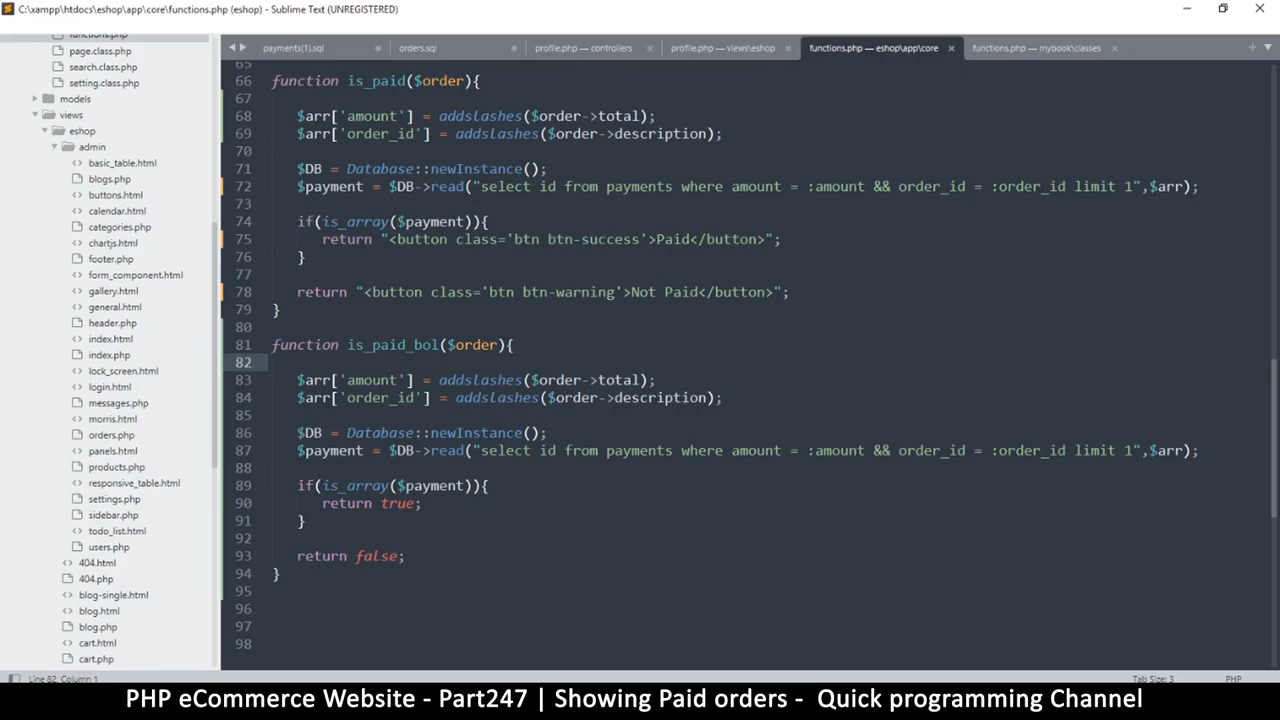 C:\xampp\htdocs\eshop\app\core\functions.php (eshop) - Sublime Text (UNREGISTERED)
functions.php
page.class.php
search.class.php
setting.class.php
models
views
eshop
admin
basic_table.html
blogs.php
buttons.html
calendar.html
categories.php
chartjs.html
footer.php
form_component.html
gallery.html
general.html
header.php
index.html
index.php
lock_screen.html
login.html
messages.php
morris.html
orders.php
panels.html
products.php
responsive_table.html
settings.php
sidebar.php
todo_list.html
users.php
404.html
404.php
blog-single.html
blog.html
blog.php
cart.html
cart.php
payments(1).sql
orders.sql
profile.php — controllers
profile.php — views\eshop
functions.php — eshop\app\core
functions.php — mybook\classes
65
66 function is_paid($order){
67
68 $arr['amount'] = addslashes($order->total);
69 $arr['order_id'] = addslashes($order->description);
70
71 $DB = Database::newInstance();
72 $payment = $DB->read("select id from payments where amount = :amount && order_id = :order_id limit 1",$arr);
73
74 if(is_array($payment)){
75 return "<button class='btn btn-success'>Paid</button>";
76 }
77
78 return "<button class='btn btn-warning'>Not Paid</button>";
79 }
80
81 function is_paid_bol($order){
82
83 $arr['amount'] = addslashes($order->total);
84 $arr['order_id'] = addslashes($order->description);
85
86 $DB = Database::newInstance();
87 $payment = $DB->read("select id from payments where amount = :amount && order_id = :order_id limit 1",$arr);
88
89 if(is_array($payment)){
90 return true;
91 }
92
93 return false;
94 }
95
96
97
98
Line 82, Column 1
Tab Size: 3
PHP
PHP eCommerce Website - Part247 | Showing Paid orders - Quick programming Channel